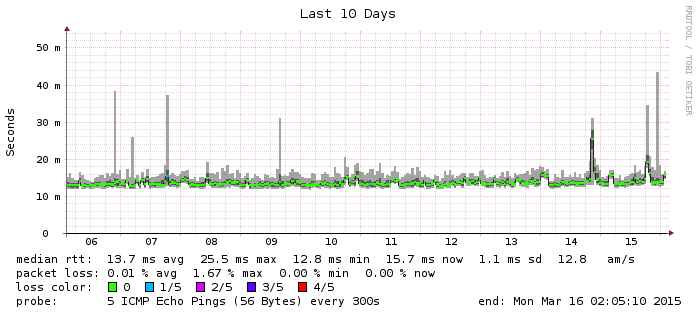 Last 10 Days
RRDTOOL / TOBI OETIKER
Seconds
50 m
40 m
30 m
20 m
10 m
0
06 07 08 09 10 11 12 13 14 15
median rtt: 13.7 ms avg 25.5 ms max 12.8 ms min 15.7 ms now 1.1 ms sd 12.8 am/s
packet loss: 0.01 % avg 1.67 % max 0.00 % min 0.00 % now
loss color: 0 1/5 2/5 3/5 4/5
probe: 5 ICMP Echo Pings (56 Bytes) every 300s end: Mon Mar 16 02:05:10 2015